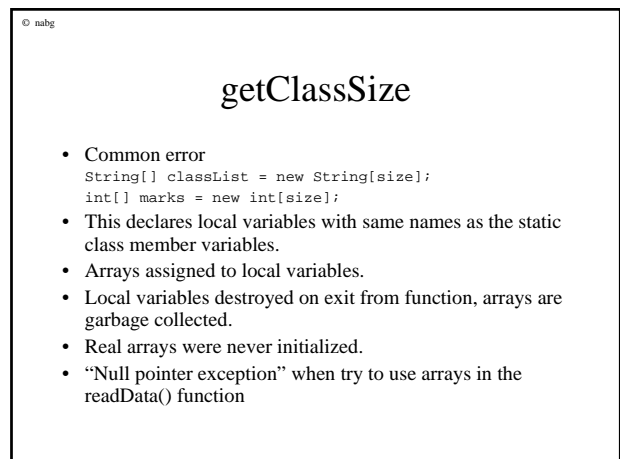 © nabg
getClassSize
• Common error
String[] classList = new String[size];
int[] marks = new int[size];
• This declares local variables with same names as the static
class member variables.
• Arrays assigned to local variables.
• Local variables destroyed on exit from function, arrays are
garbage collected.
• Real arrays were never initialized.
• “Null pointer exception” when try to use arrays in the
readData() function